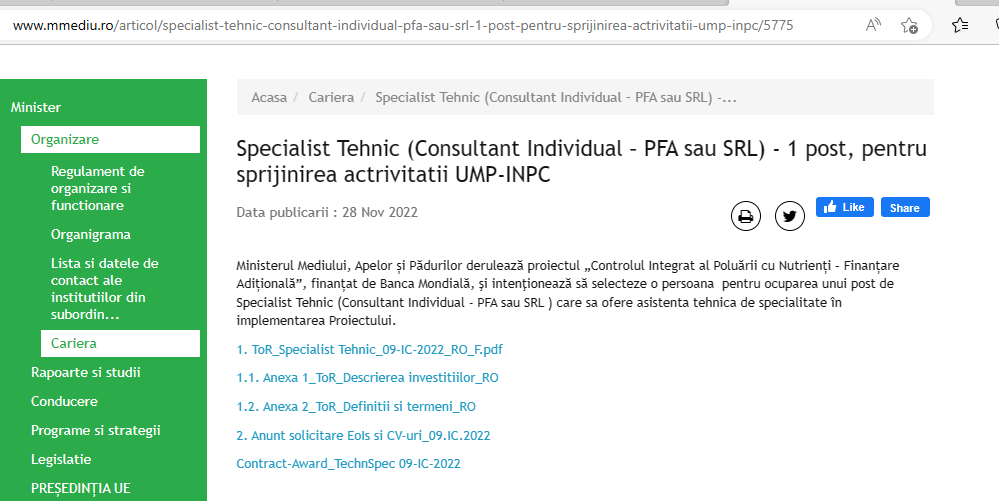 www.mmediu.ro/articol/specialist-tehnic-consultant-individual-pfa-sau-srl-1-post-pentru-sprijinirea-actrivitatii-ump-inpc/5775
Minister
Organizare
Regulament de
organizare si
functionare
Organigrama
Lista si datele de
contact ale
institutiilor din
subordin...
Cariera
Rapoarte si studii
Conducere
Programe si strategii
Legislatie
PREȘEDINȚIA UE
Acasa / Cariera / Specialist Tehnic (Consultant Individual – PFA sau SRL) -...
Specialist Tehnic (Consultant Individual – PFA sau SRL) - 1 post, pentru
sprijinirea actrivitatii UMP-INPC
Data publicarii : 28 Nov 2022
Like
Share
Ministerul Mediului, Apelor și Pădurilor derulează proiectul „Controlul Integrat al Poluării cu Nutrienți - Finanțare
Adițională”, finanțat de Banca Mondială, și intenționează să selecteze o persoana pentru ocuparea unui post de
Specialist Tehnic (Consultant Individual - PFA sau SRL ) care sa ofere asistenta tehnica de specialitate în
implementarea Proiectului.
1. ToR_Specialist Tehnic_09-IC-2022_RO_F.pdf
1.1. Anexa 1_ToR_Descrierea investitiilor_RO
1.2. Anexa 2_ToR_Definitii si termeni_RO
2. Anunt solicitare EoIs si CV-uri_09.IC.2022
Contract-Award_TechnSpec 09-IC-2022